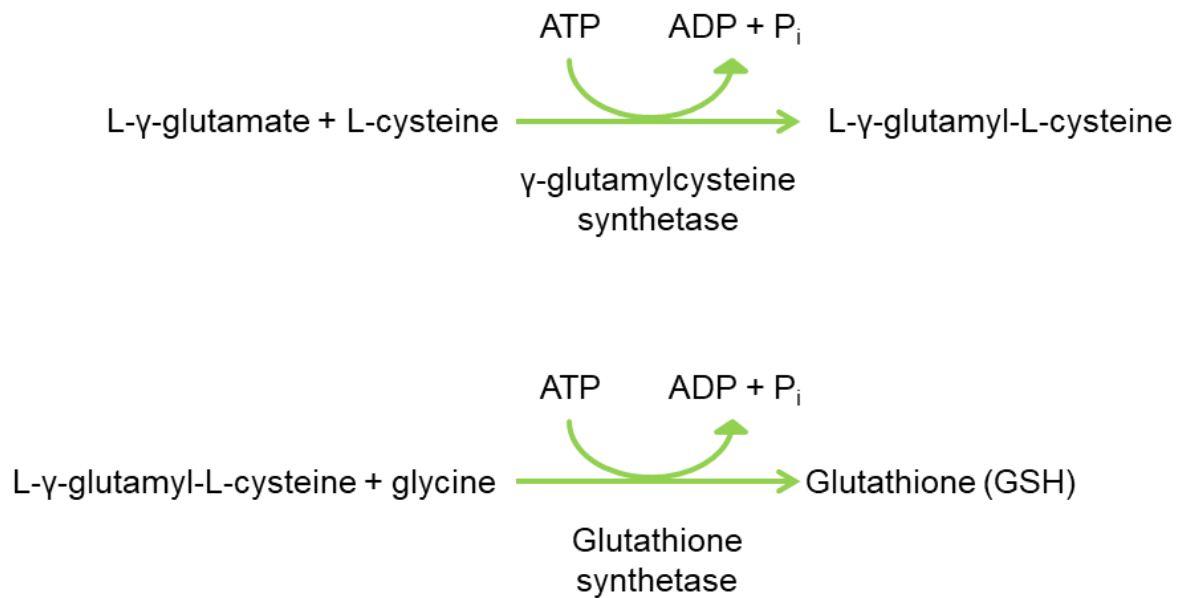 ATP ADP + Pi
L-γ-glutamate + L-cysteine L-γ-glutamyl-L-cysteine
γ-glutamylcysteine
synthetase
ATP ADP + Pi
L-γ-glutamyl-L-cysteine + glycine Glutathione (GSH)
Glutathione
synthetase